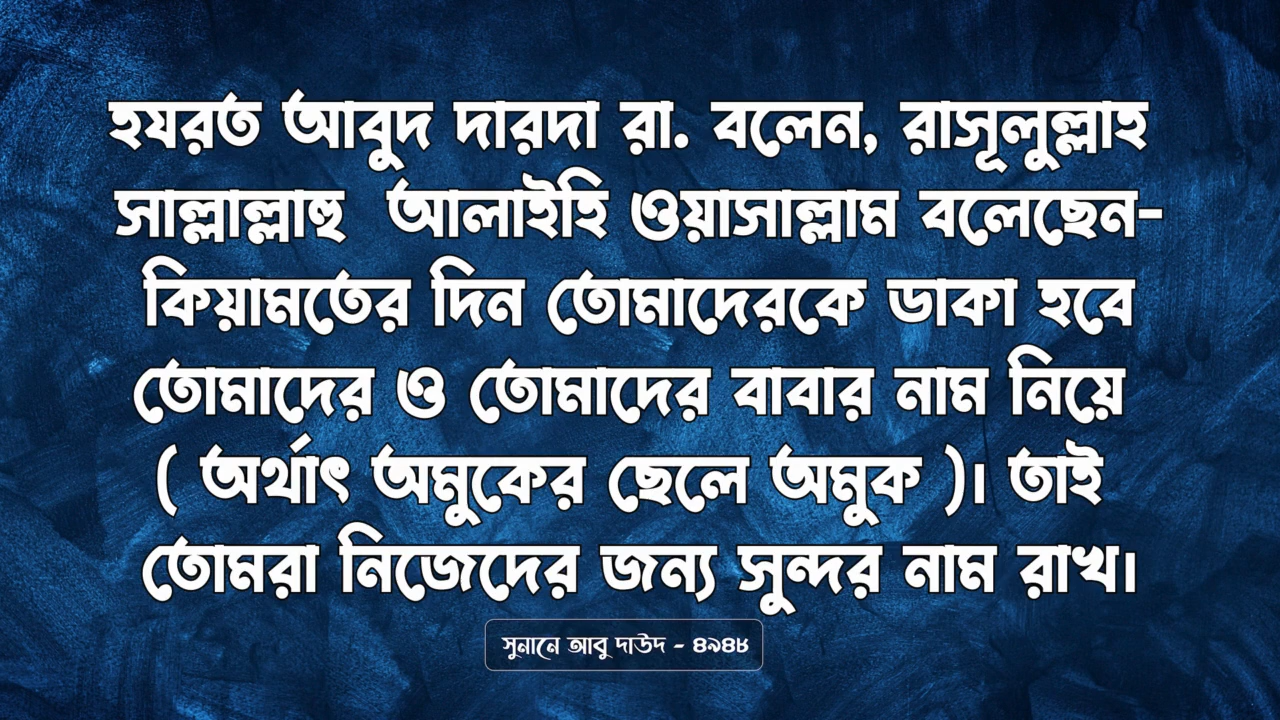 হযরত আবুদ দারদা রা. বলেন, রাসূলুল্লাহ
সাল্লাল্লাহু আলাইহি ওয়াসাল্লাম বলেছেন-
কিয়ামতের দিন তোমাদেরকে ডাকা হবে
তোমাদের ও তোমাদের বাবার নাম নিয়ে
( অর্থাৎ অমুকের ছেলে অমুক )। তাই
তোমরা নিজেদের জন্য সুন্দর নাম রাখ।
সুনানে আবু দাউদ - ৪৯৪৮